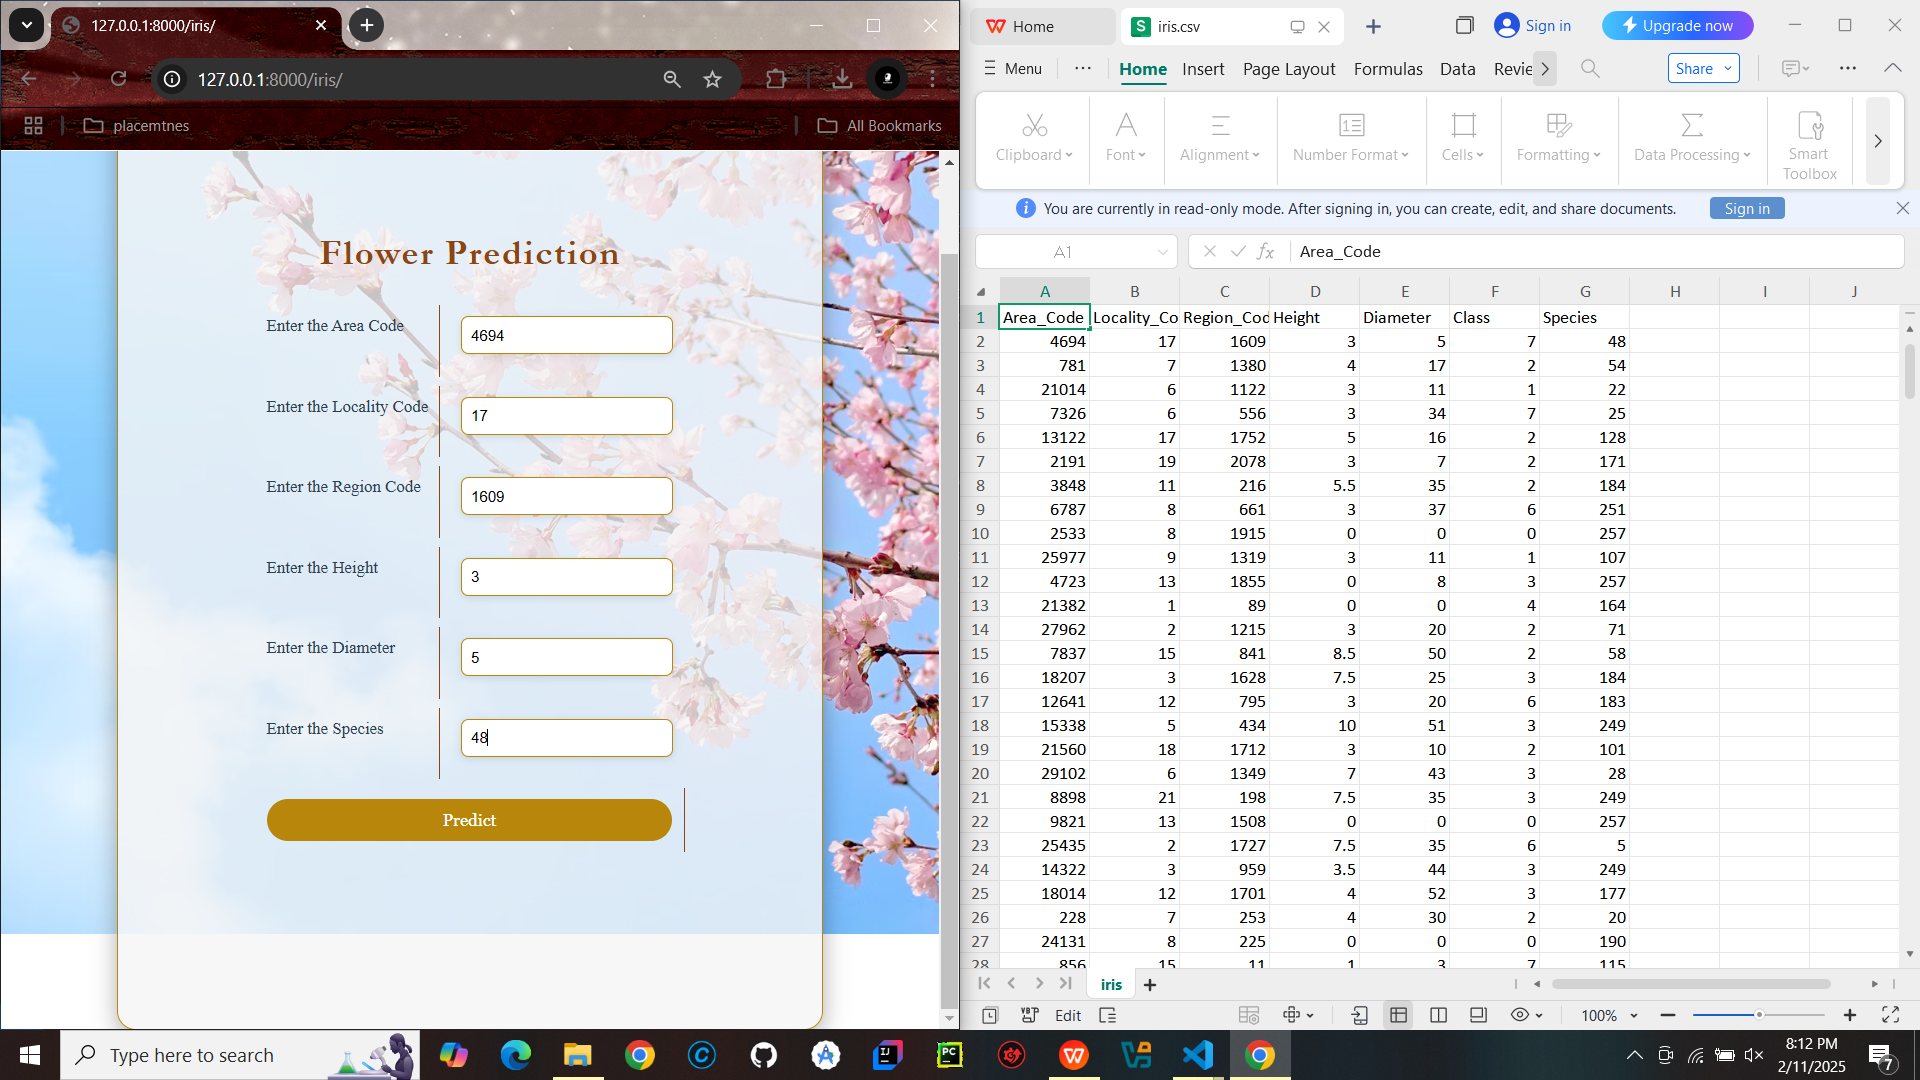 127.0.0.1:8000/iris/
127.0.0.1:8000/iris/
placemtnes
All Bookmarks
Flower Prediction
Enter the Area Code
4694
Enter the Locality Code
17
Enter the Region Code
1609
Enter the Height
3
Enter the Diameter
5
Enter the Species
48
Predict
Home
iris.csv
Sign in
Upgrade now
Menu
Home Insert Page Layout Formulas Data Revie
Share
Clipboard Font Alignment Number Format Cells Formatting Data Processing Smart Toolbox
You are currently in read-only mode. After signing in, you can create, edit, and share documents.
Sign in
A1
fx
Area_Code
A B C D E F G H I J
1 Area_Code Locality_Co Region_Cod Height Diameter Class Species
2 4694 17 1609 3 5 7 48
3 781 7 1380 4 17 2 54
4 21014 6 1122 3 11 1 22
5 7326 6 556 3 34 7 25
6 13122 17 1752 5 16 2 128
7 2191 19 2078 3 7 2 171
8 3848 11 216 5.5 35 2 184
9 6787 8 661 3 37 6 251
10 2533 8 1915 0 0 0 257
11 25977 9 1319 3 11 1 107
12 4723 13 1855 0 8 3 257
13 21382 1 89 0 0 4 164
14 27962 2 1215 3 20 2 71
15 7837 15 841 8.5 50 2 58
16 18207 3 1628 7.5 25 3 184
17 12641 12 795 3 20 6 183
18 15338 5 434 10 51 3 249
19 21560 18 1712 3 10 2 101
20 29102 6 1349 7 43 3 28
21 8898 21 198 7.5 35 3 249
22 9821 13 1508 0 0 0 257
23 25435 2 1727 7.5 35 6 5
24 14322 3 959 3.5 44 3 249
25 18014 12 1701 4 52 3 177
26 228 7 253 4 30 2 20
27 24131 8 225 0 0 0 190
28 856 15 11 1 3 7 115
iris
Edit
100%
Type here to search
8:12 PM
2/11/2025
7